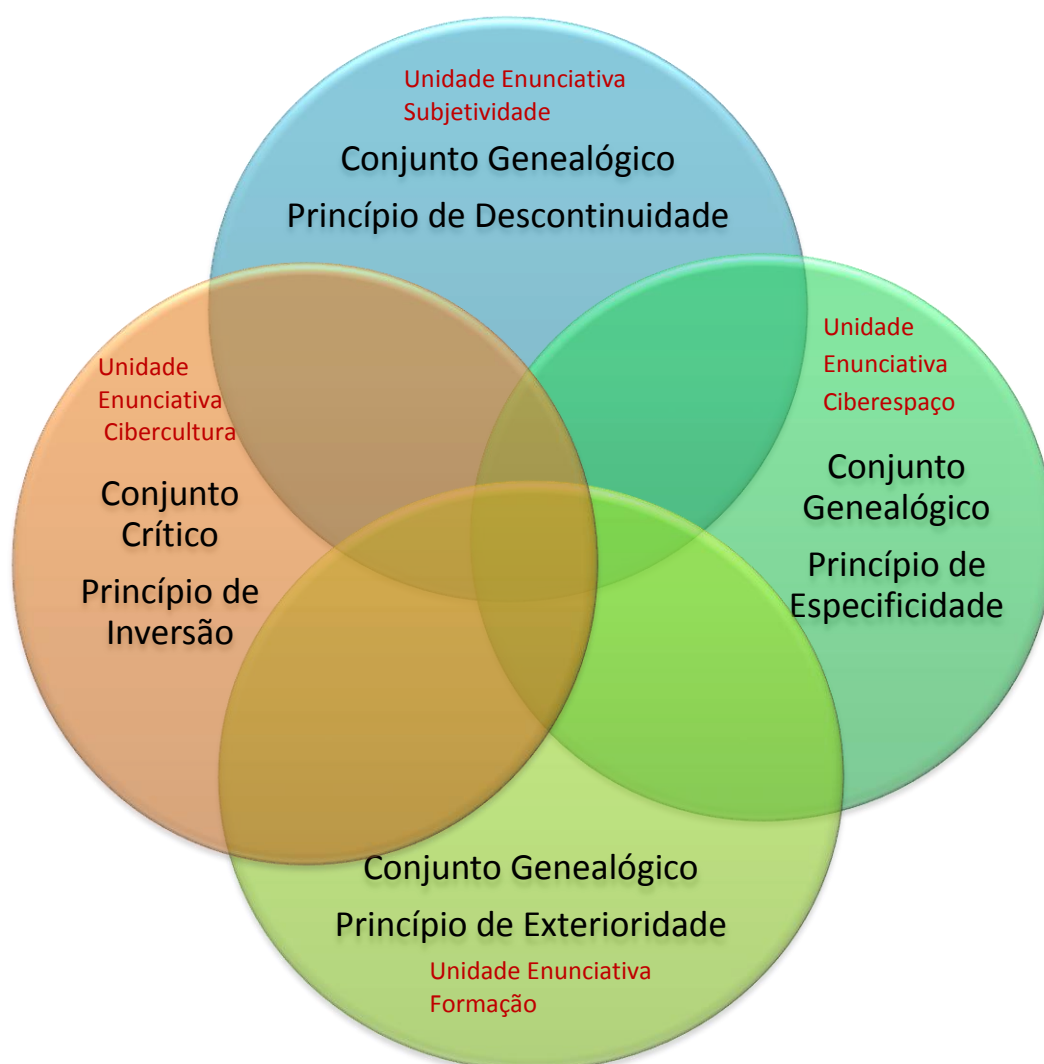 Unidade Enunciativa
Subjetividade
Conjunto Genealógico
Princípio de Descontinuidade
Unidade
Enunciativa
Cibercultura
Conjunto
Crítico
Princípio de
Inversão
Unidade
Enunciativa
Ciberespaço
Conjunto
Genealógico
Princípio de
Especificidade
Conjunto Genealógico
Princípio de Exterioridade
Unidade Enunciativa
Formação